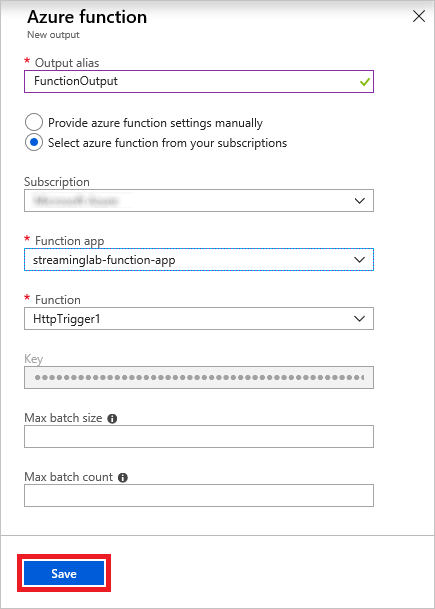 Azure function
New output
* Output alias
FunctionOutput
Provide azure function settings manually
Select azure function from your subscriptions
Subscription
* Function app
streaminglab-function-app
* Function
HttpTrigger1
Key
Max batch size
Max batch count
Save